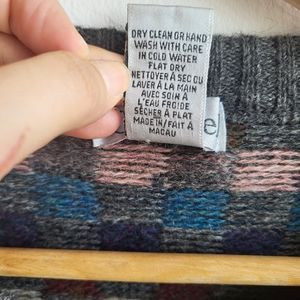 DRY CLEAN OR HAND
WASH WITH CARE
IN COLD WATER
FLAT DRY
NETTOYER À SEC OU
LAVER À LA MAIN
AVEC SOIN À
L'EAU FROIDE
SÉCHER À PLAT
MADE IN/FAIT À
MACAU
e